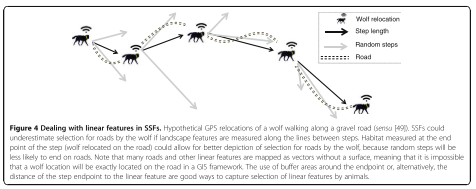 Wolf relocation
Step length
Random steps
Road
Figure 4 Dealing with linear features in SSFs. Hypothetical GPS relocations of a wolf walking along a gravel road (sensu [49]). SSFs could
underestimate selection for roads by the wolf if landscape features are measured along the lines between steps. Habitat measured at end
point of the step (wolf relocated on road) could allow for better depiction of selection for roads by the wolf, because random steps will be
less likely to end on roads. Note that many roads and other linear features are mapped as vectors without a surface, meaning that it is impossible
that a wolf location will be exactly located on the road in a GIS framework. The use of buffer areas around the endpoint or, alternatively, the
distance of the step endpoint to the linear feature are good ways to capture selection of linear features by animals.